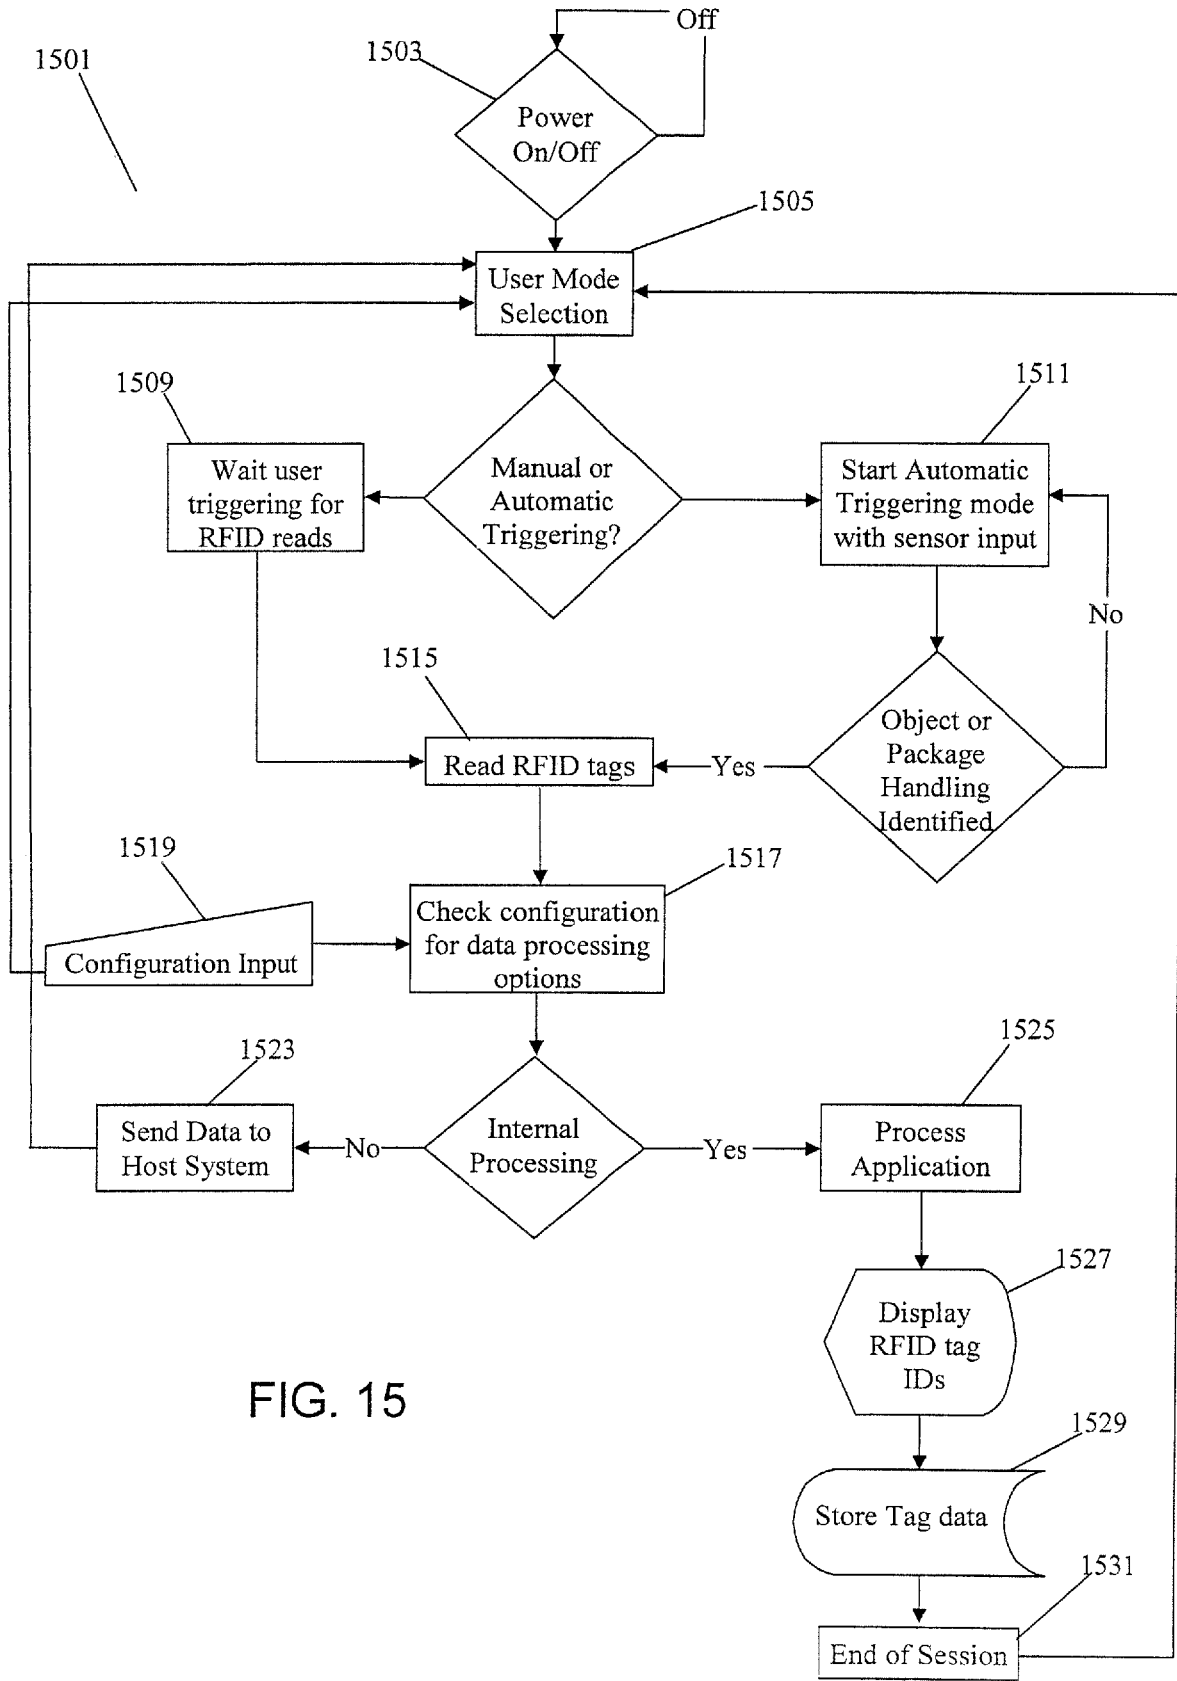 Off
1503
1501
Power
On/Off
1505
User Mode
Selection
1509
1511
Wait user
triggering for
RFID reads
Manual or
Automatic
Triggering?
Start Automatic
Triggering mode
with sensor input
No
1515
Read RFID tags
Yes
Object or
Package
Handling
Identified
1519
1517
Configuration Input
Check configuration
for data processing
options
1523
1525
Send Data to
Host System
No
Internal
Processing
Yes
Process
Application
1527
Display
RFID tag
IDs
FIG. 15
1529
Store Tag data
1531
End of Session